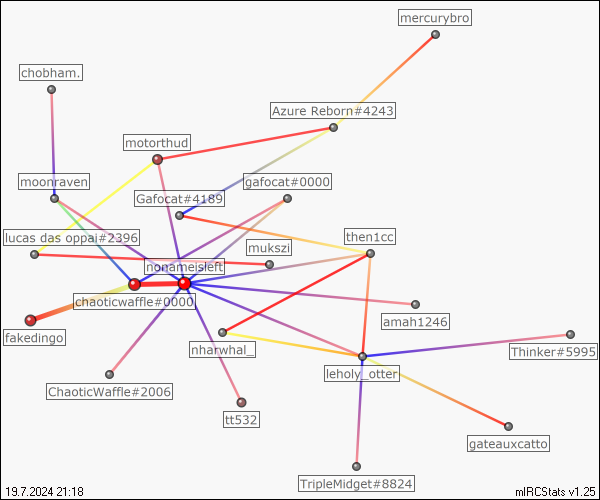 mercurybro
chobham.
Azure Reborn#4243
motorthud
moonraven
gafocat#0000
Gafocat#4189
lucas das oppai#2396
then1cc
mukszi
nonameisleft
chaoticwaffle#0000
amah1246
fakedingo
nharwhal_
Thinker#5995
leholy_otter
ChaoticWaffle#2006
tt532
gateauxcatto
TripleMidget#8824
19.7.2024 21:18
mIRCStats v1.25